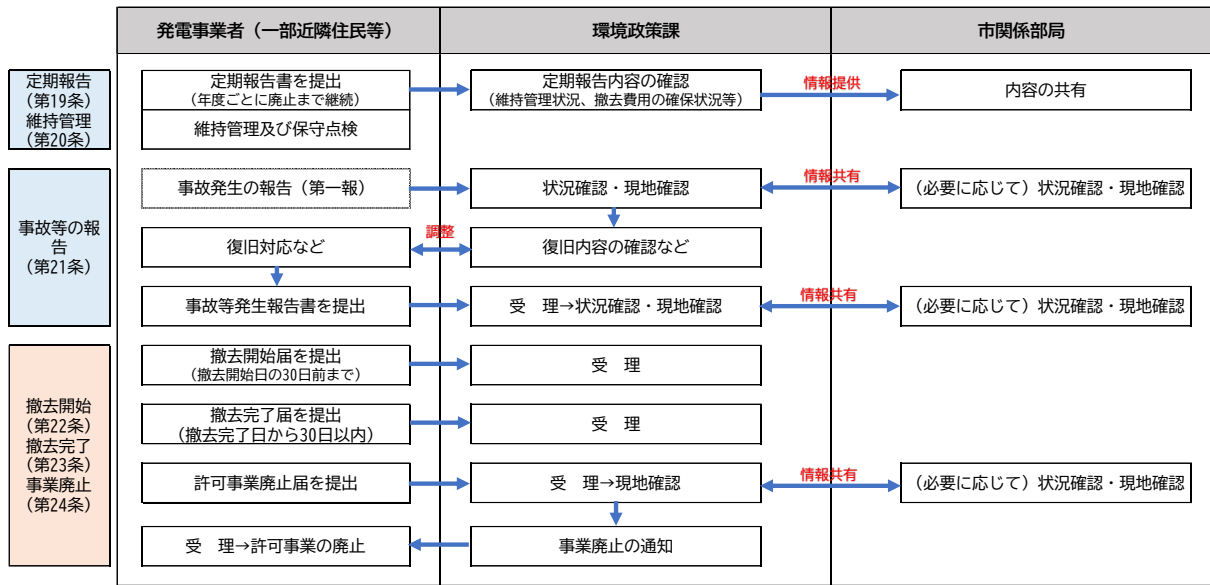 発電事業者（一部近隣住民等）
環境政策課
市関係部局
定期報告
（第19条）
維持管理
（第20条）
定期報告書を提出
（年度ごとに廃止まで継続）
維持管理及び保守点検
定期報告内容の確認
（維持管理状況、撤去費用の確保状況等）
情報提供
内容の共有
事故等の報
告
（第21条）
事故発生の報告（第一報）
状況確認・現地確認
情報共有
（必要に応じて）状況確認・現地確認
復旧対応など
調整
復旧内容の確認など
事故等発生報告書を提出
受　理→状況確認・現地確認
情報共有
（必要に応じて）状況確認・現地確認
撤去開始
（第22条）
撤去完了
（第23条）
事業廃止
（第24条）
撤去開始届を提出
（撤去開始日の30日前まで）
受　理
撤去完了届を提出
（撤去完了日から30日以内）
受　理
許可事業廃止届を提出
受　理→現地確認
情報共有
（必要に応じて）状況確認・現地確認
受　理→許可事業の廃止
事業廃止の通知